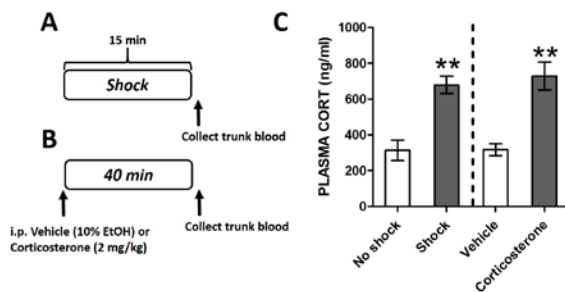 A
15 min
Shock
Collect trunk blood
B
40 min
i.p. Vehicle (10% EtOH) or
Corticosterone (2 mg/kg)
Collect trunk blood
C
PLASMA CORT (ng/ml)
1000
800
600
400
200
0
**
**
No shock
Shock
Vehicle
Corticosterone